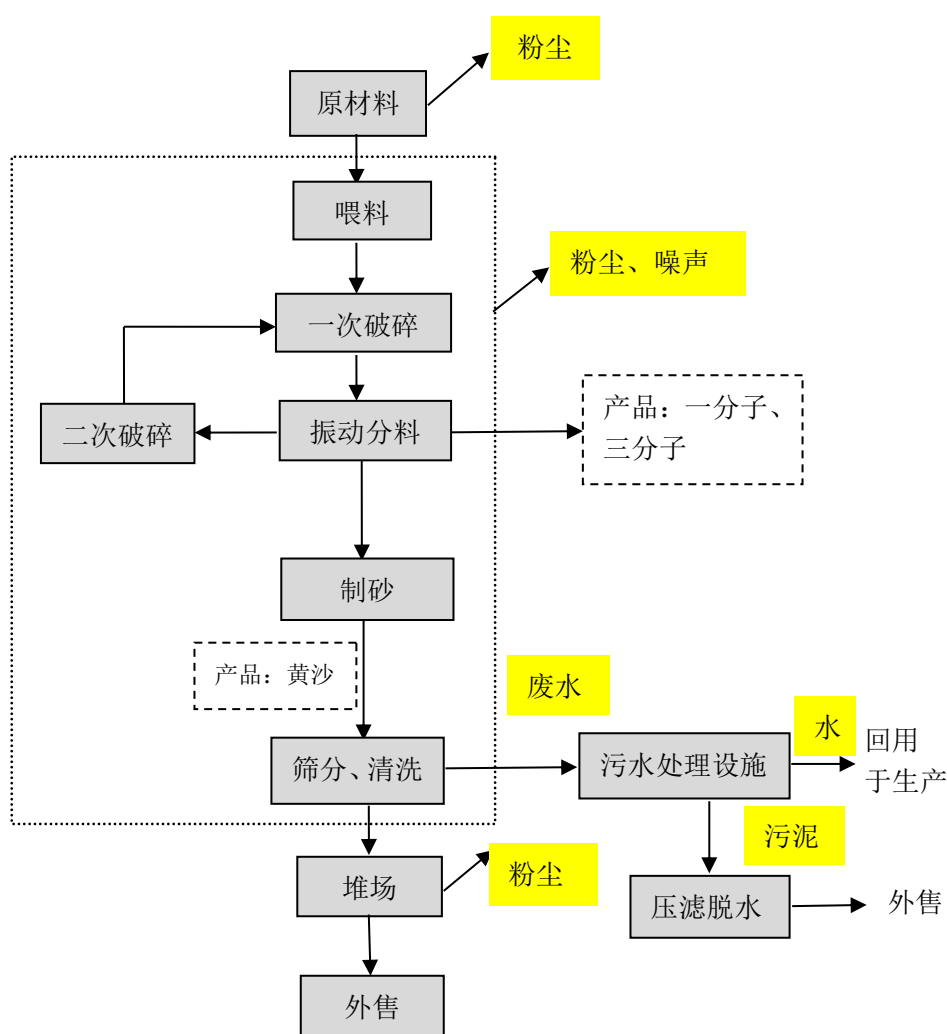 粉尘
原材料
喂料
粉尘、噪声
一次破碎
产品：一分子、
三分子
二次破碎
振动分料
制砂
产品：黄沙
废水
水
回用
于生产
筛分、清洗
污水处理设施
污泥
堆场
粉尘
压滤脱水
外售
外售